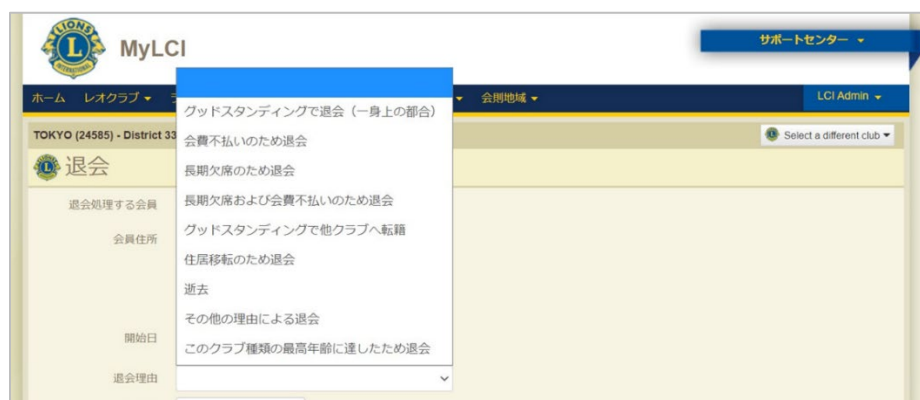 LIONS
L
INTERNATIONAL
MyLCI
サポートセンター
ホーム レオクラブ 会則地域 LCI Admin
TOKYO (24585) - District 33
Select a different club
退会
退会処理する会員
会員住所
開始日
退会理由
グッドスタンディングで退会（一身上の都合）
会費不払いのため退会
長期欠席のため退会
長期欠席および会費不払いのため退会
グッドスタンディングで他クラブへ転籍
住居移転のため退会
逝去
その他の理由による退会
このクラブ種類の最高年齢に達したため退会